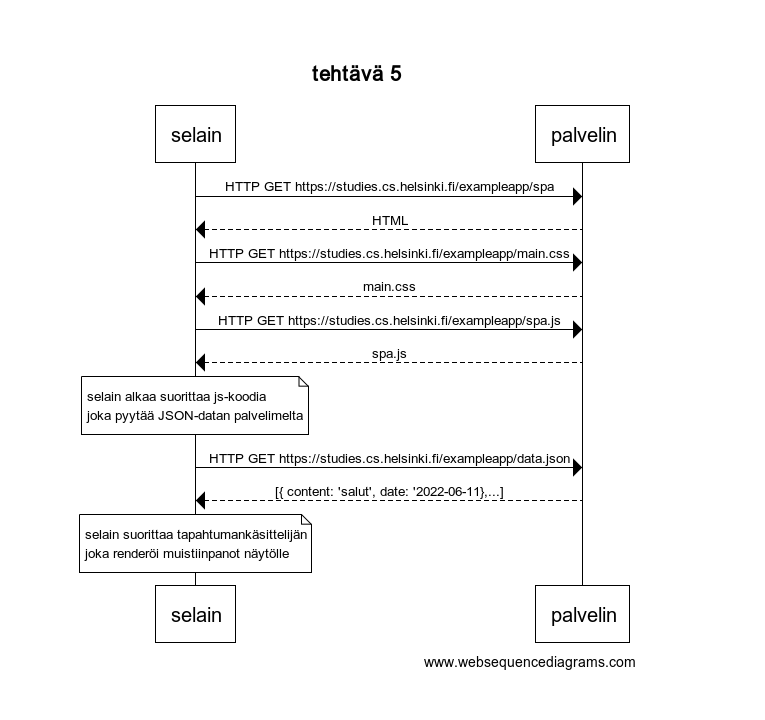 tehtävä 5
selain
palvelin
HTTP GET https://studies.cs.helsinki.fi/exampleapp/spa
HTML
HTTP GET https://studies.cs.helsinki.fi/exampleapp/main.css
main.css
HTTP GET https://studies.cs.helsinki.fi/exampleapp/spa.js
spa.js
selain alkaa suorittaa js-koodia
joka pyytää JSON-datan palvelimelta
HTTP GET https://studies.cs.helsinki.fi/exampleapp/data.json
[{ content: 'salut', date: '2022-06-11},...]
selain suorittaa tapahtumankäsittelijän
joka renderöi muistiinpanot näytölle
selain
palvelin
www.websequencediagrams.com